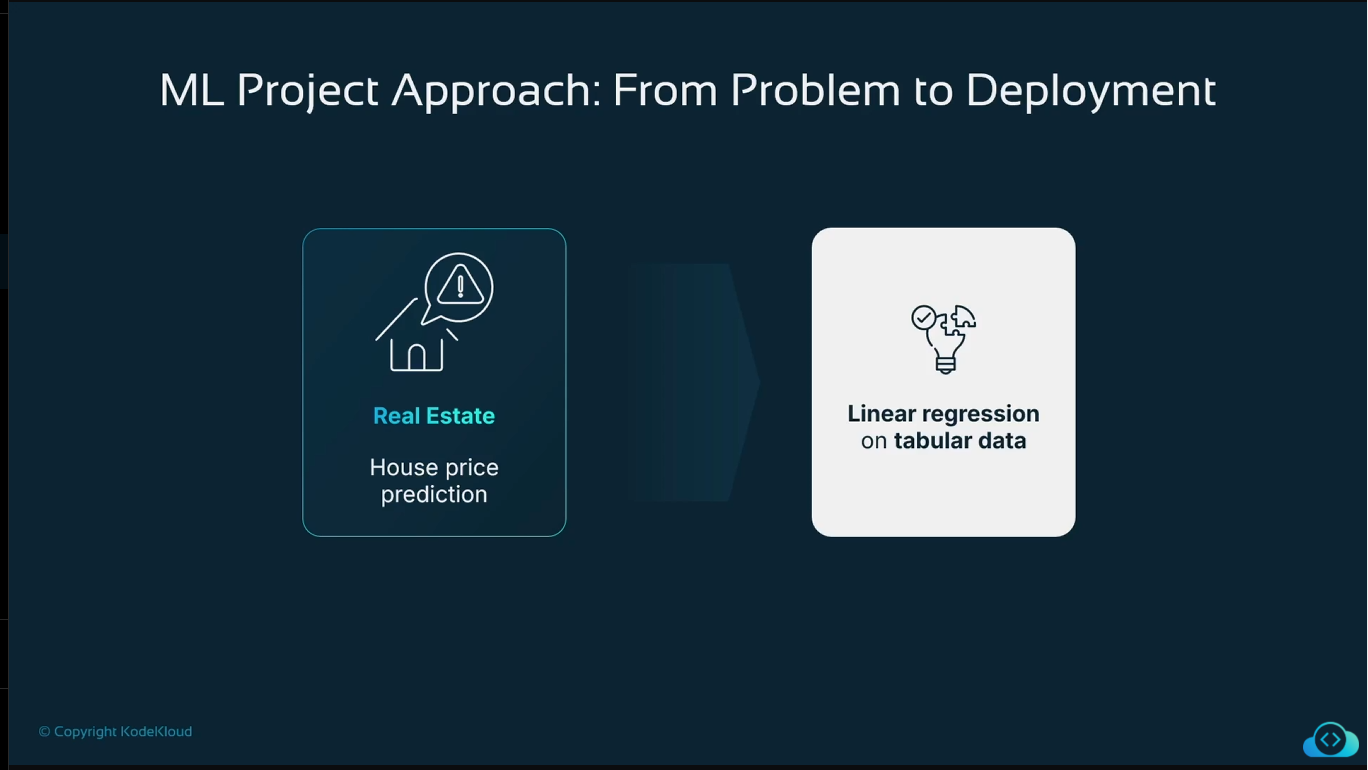 ML Project Approach: From Problem to Deployment
Real Estate
House price
prediction
Linear regression
on tabular data
© Copyright KodeKloud